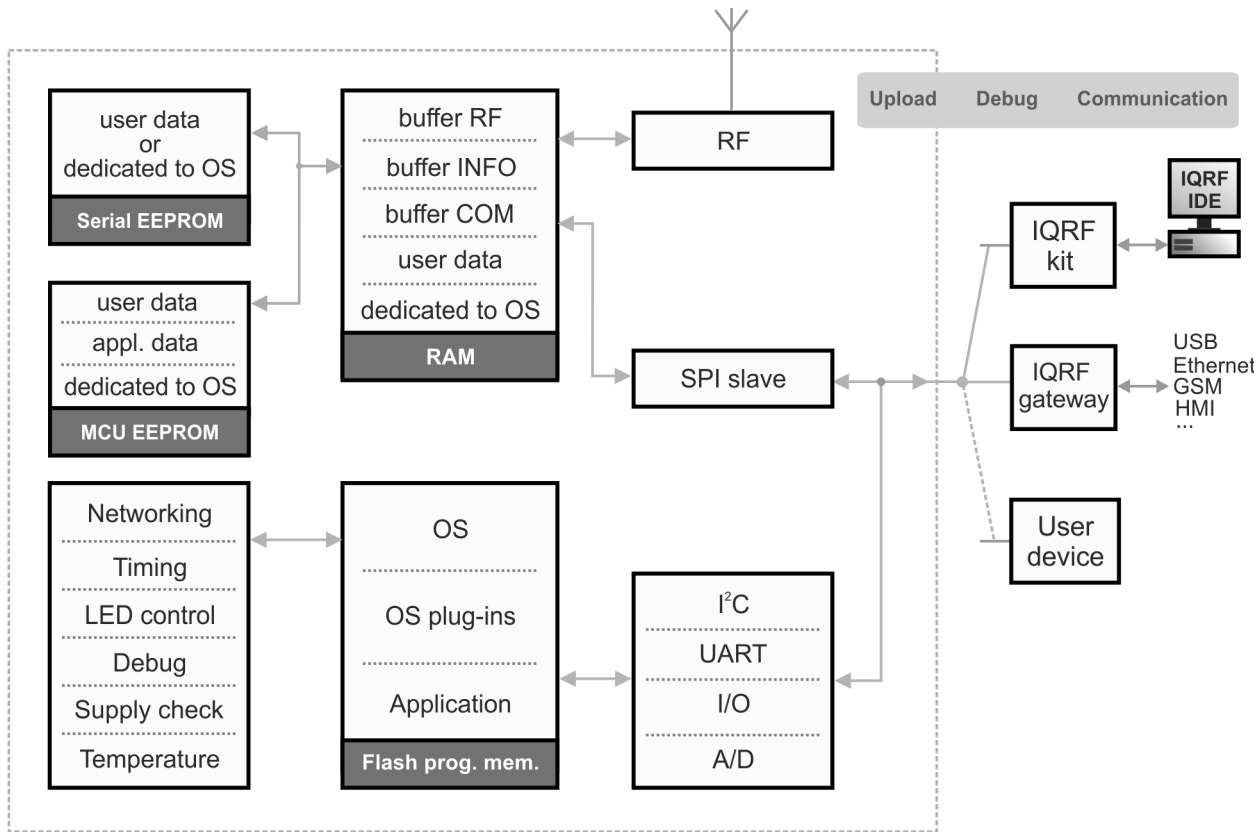 Upload Debug Communication
user data
or
dedicated to OS
Serial EEPROM
buffer RF
buffer INFO
buffer COM
user data
dedicated to OS
RAM
RF
IQRF
IDE
IQRF
kit
user data
appl. data
dedicated to OS
MCU EEPROM
SPI slave
IQRF
gateway
USB
Ethernet
GSM
HMI
...
Networking
Timing
LED control
Debug
Supply check
Temperature
OS
OS plug-ins
Application
Flash prog. mem.
I²C
UART
I/O
A/D
User
device